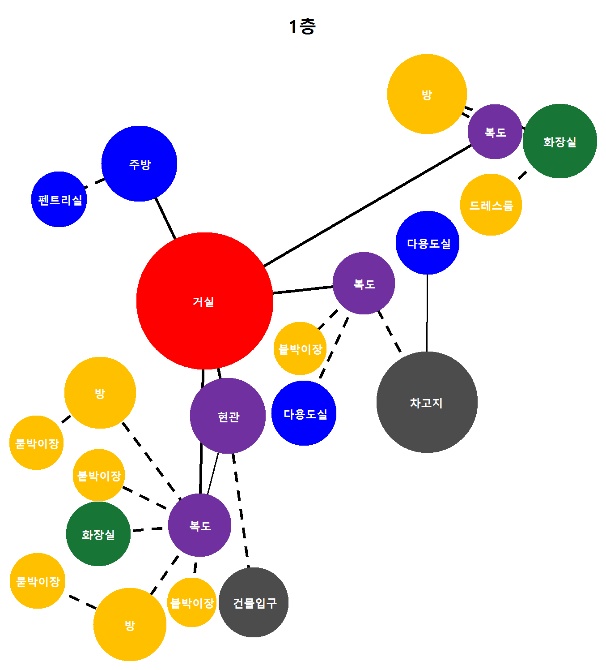 1층
방
복도
화장실
주방
펜트리실
드레스룸
다용도실
복도
거실
붙박이장
방
차고지
현관
다용도실
붙박이장
붙박이장
복도
화장실
붙박이장
붙박이장
건물입구
방